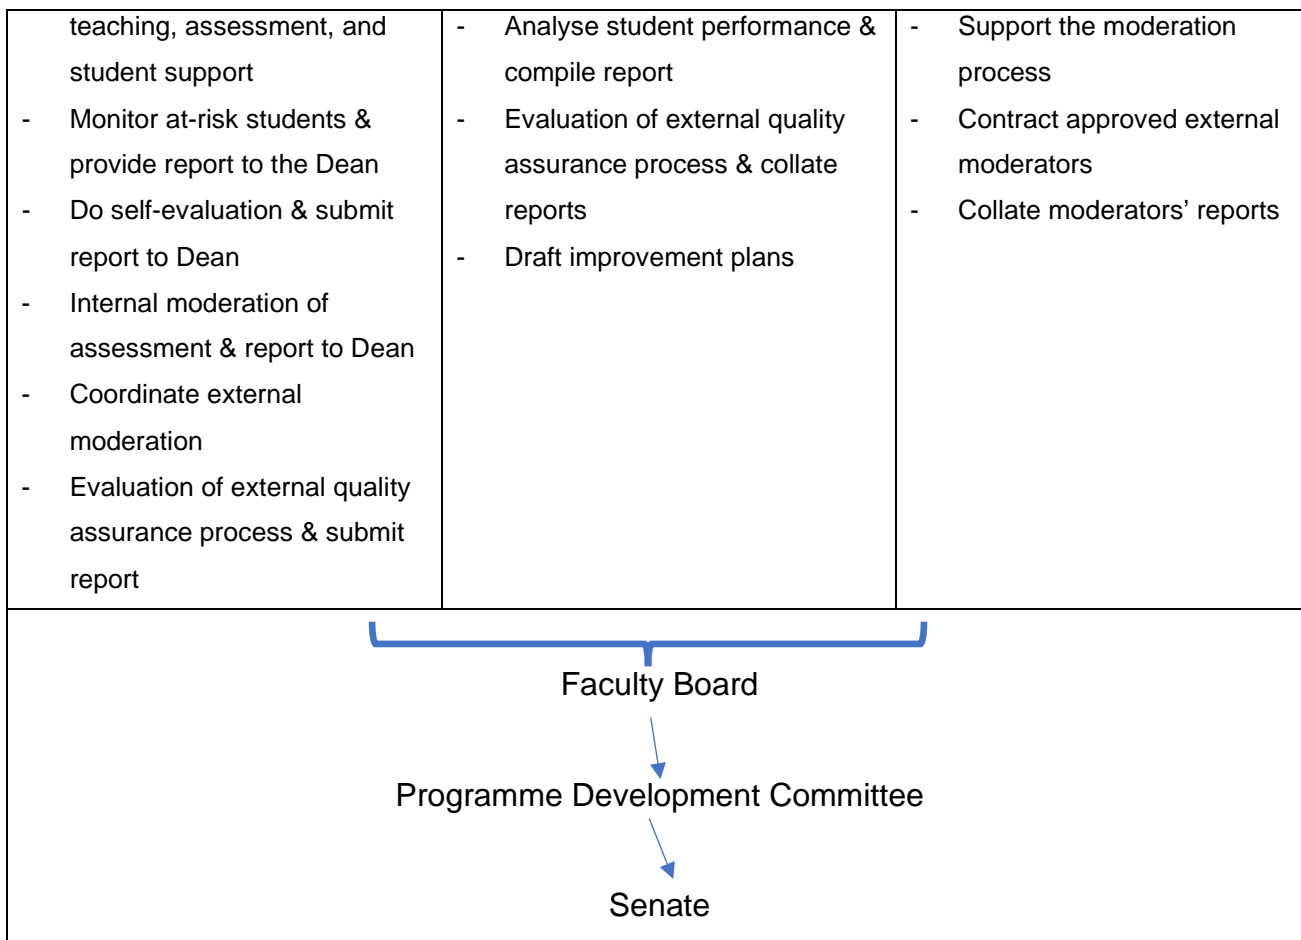 teaching, assessment, and
student support
- Monitor at-risk students &
provide report to the Dean
- Do self-evaluation & submit
report to Dean
- Internal moderation of
assessment & report to Dean
- Coordinate external
moderation
- Evaluation of external quality
assurance process & submit
report
- Analyse student performance &
compile report
- Evaluation of external quality
assurance process & collate
reports
- Draft improvement plans
- Support the moderation
process
- Contract approved external
moderators
- Collate moderators’ reports
Faculty Board
Programme Development Committee
Senate